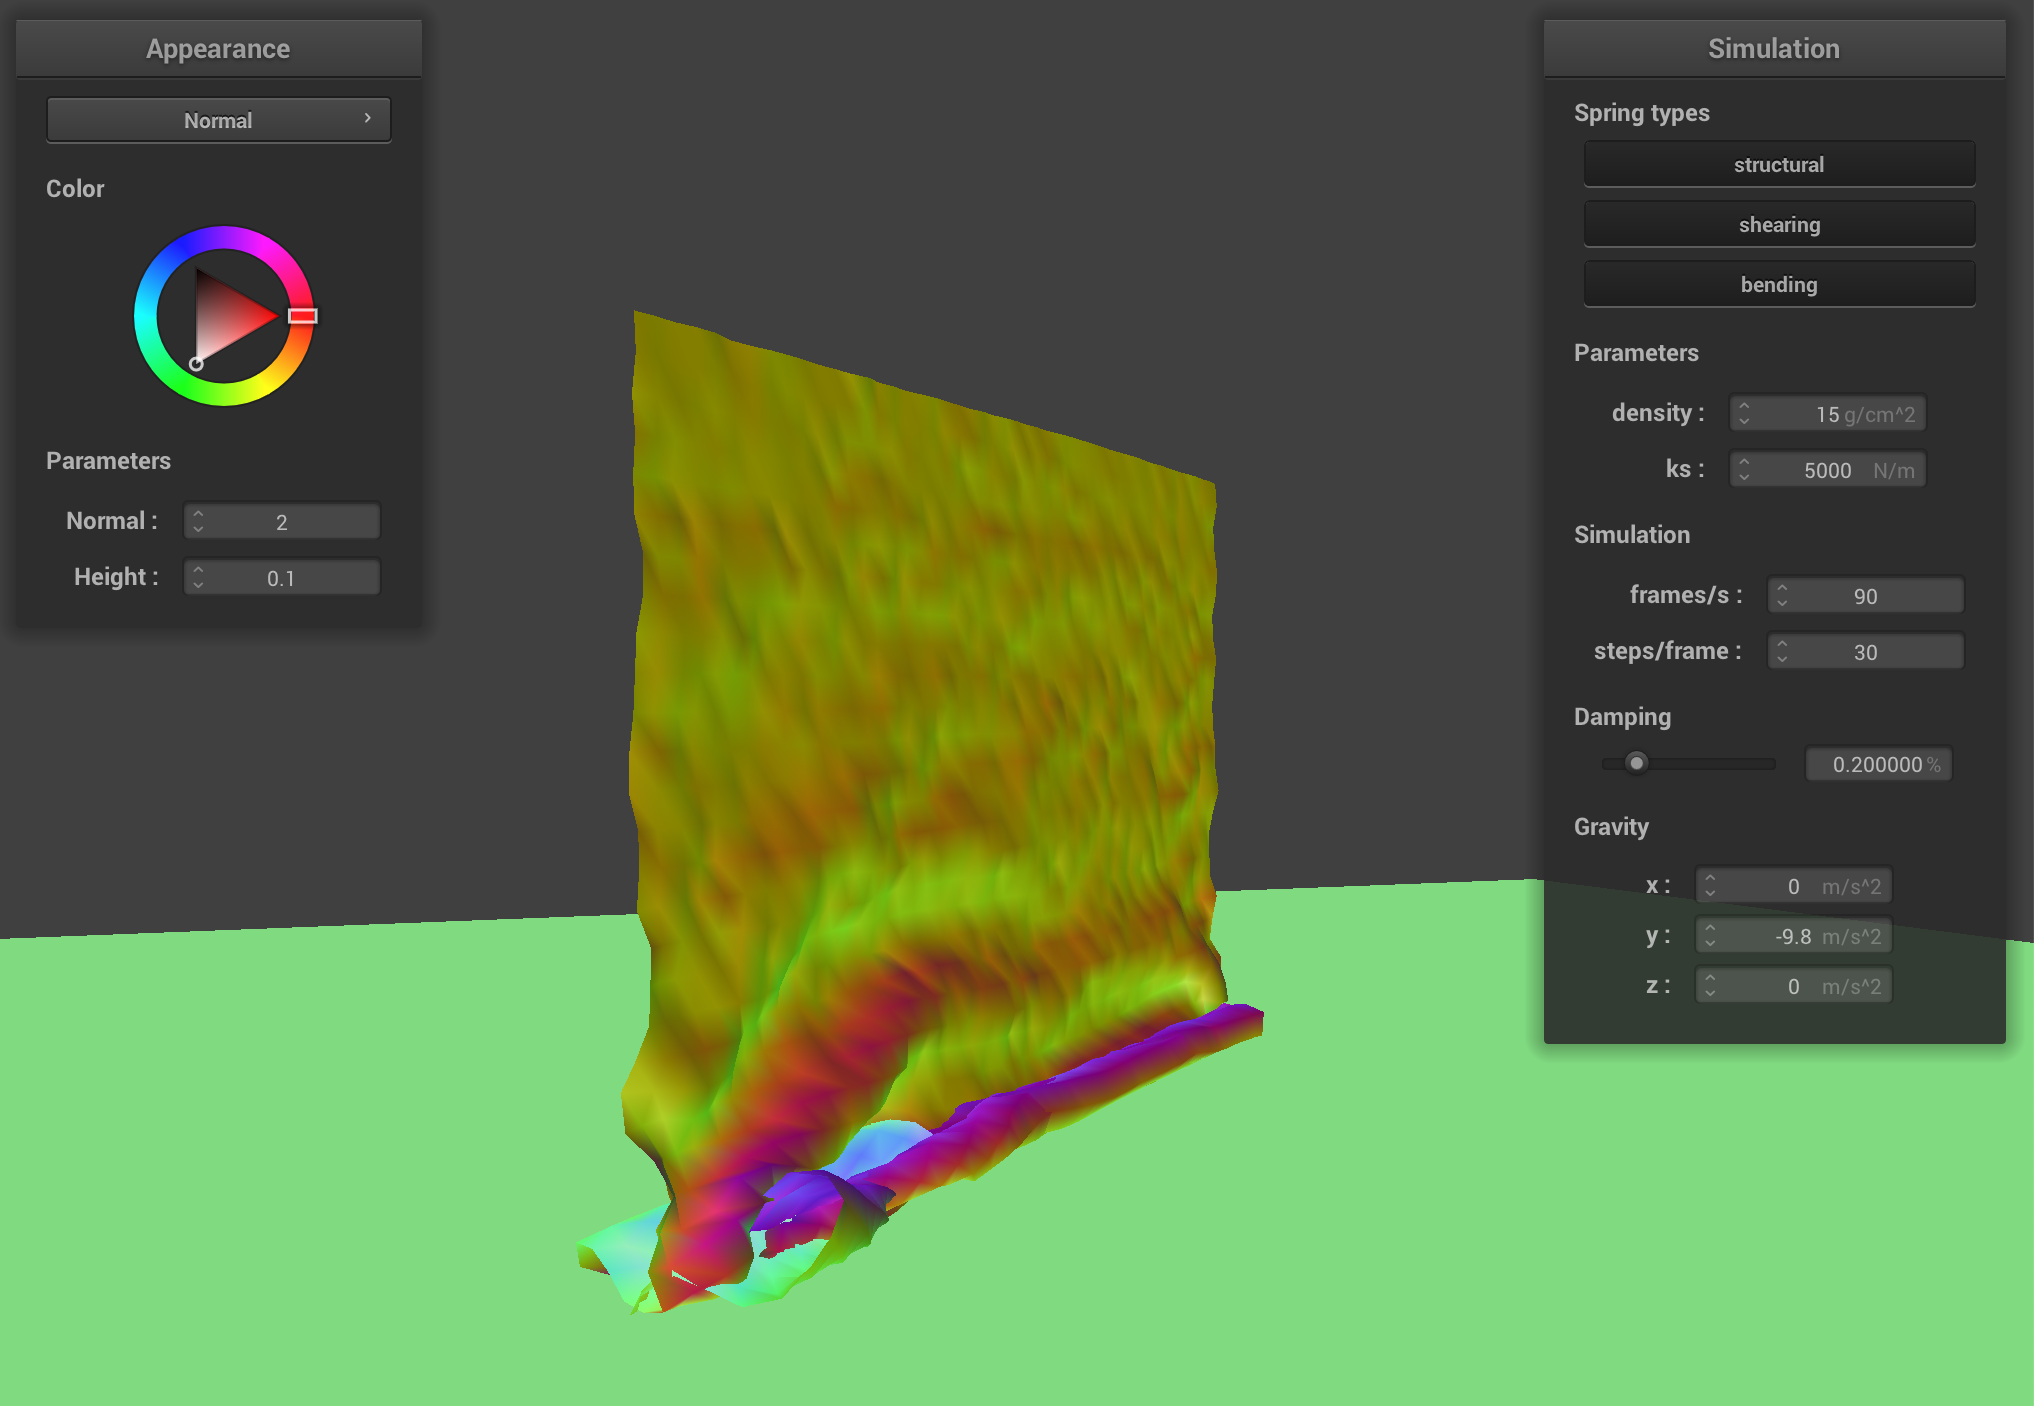 Appearance
Normal
Color
Parameters
Normal : 2
Height : 0.1
Simulation
Spring types
structural
shearing
bending
Parameters
density : 15 g/cm^2
ks : 5000 N/m
Simulation
frames/s : 90
steps/frame : 30
Damping
0.200000 %
Gravity
x : 0 m/s^2
y : -9.8 m/s^2
z : 0 m/s^2